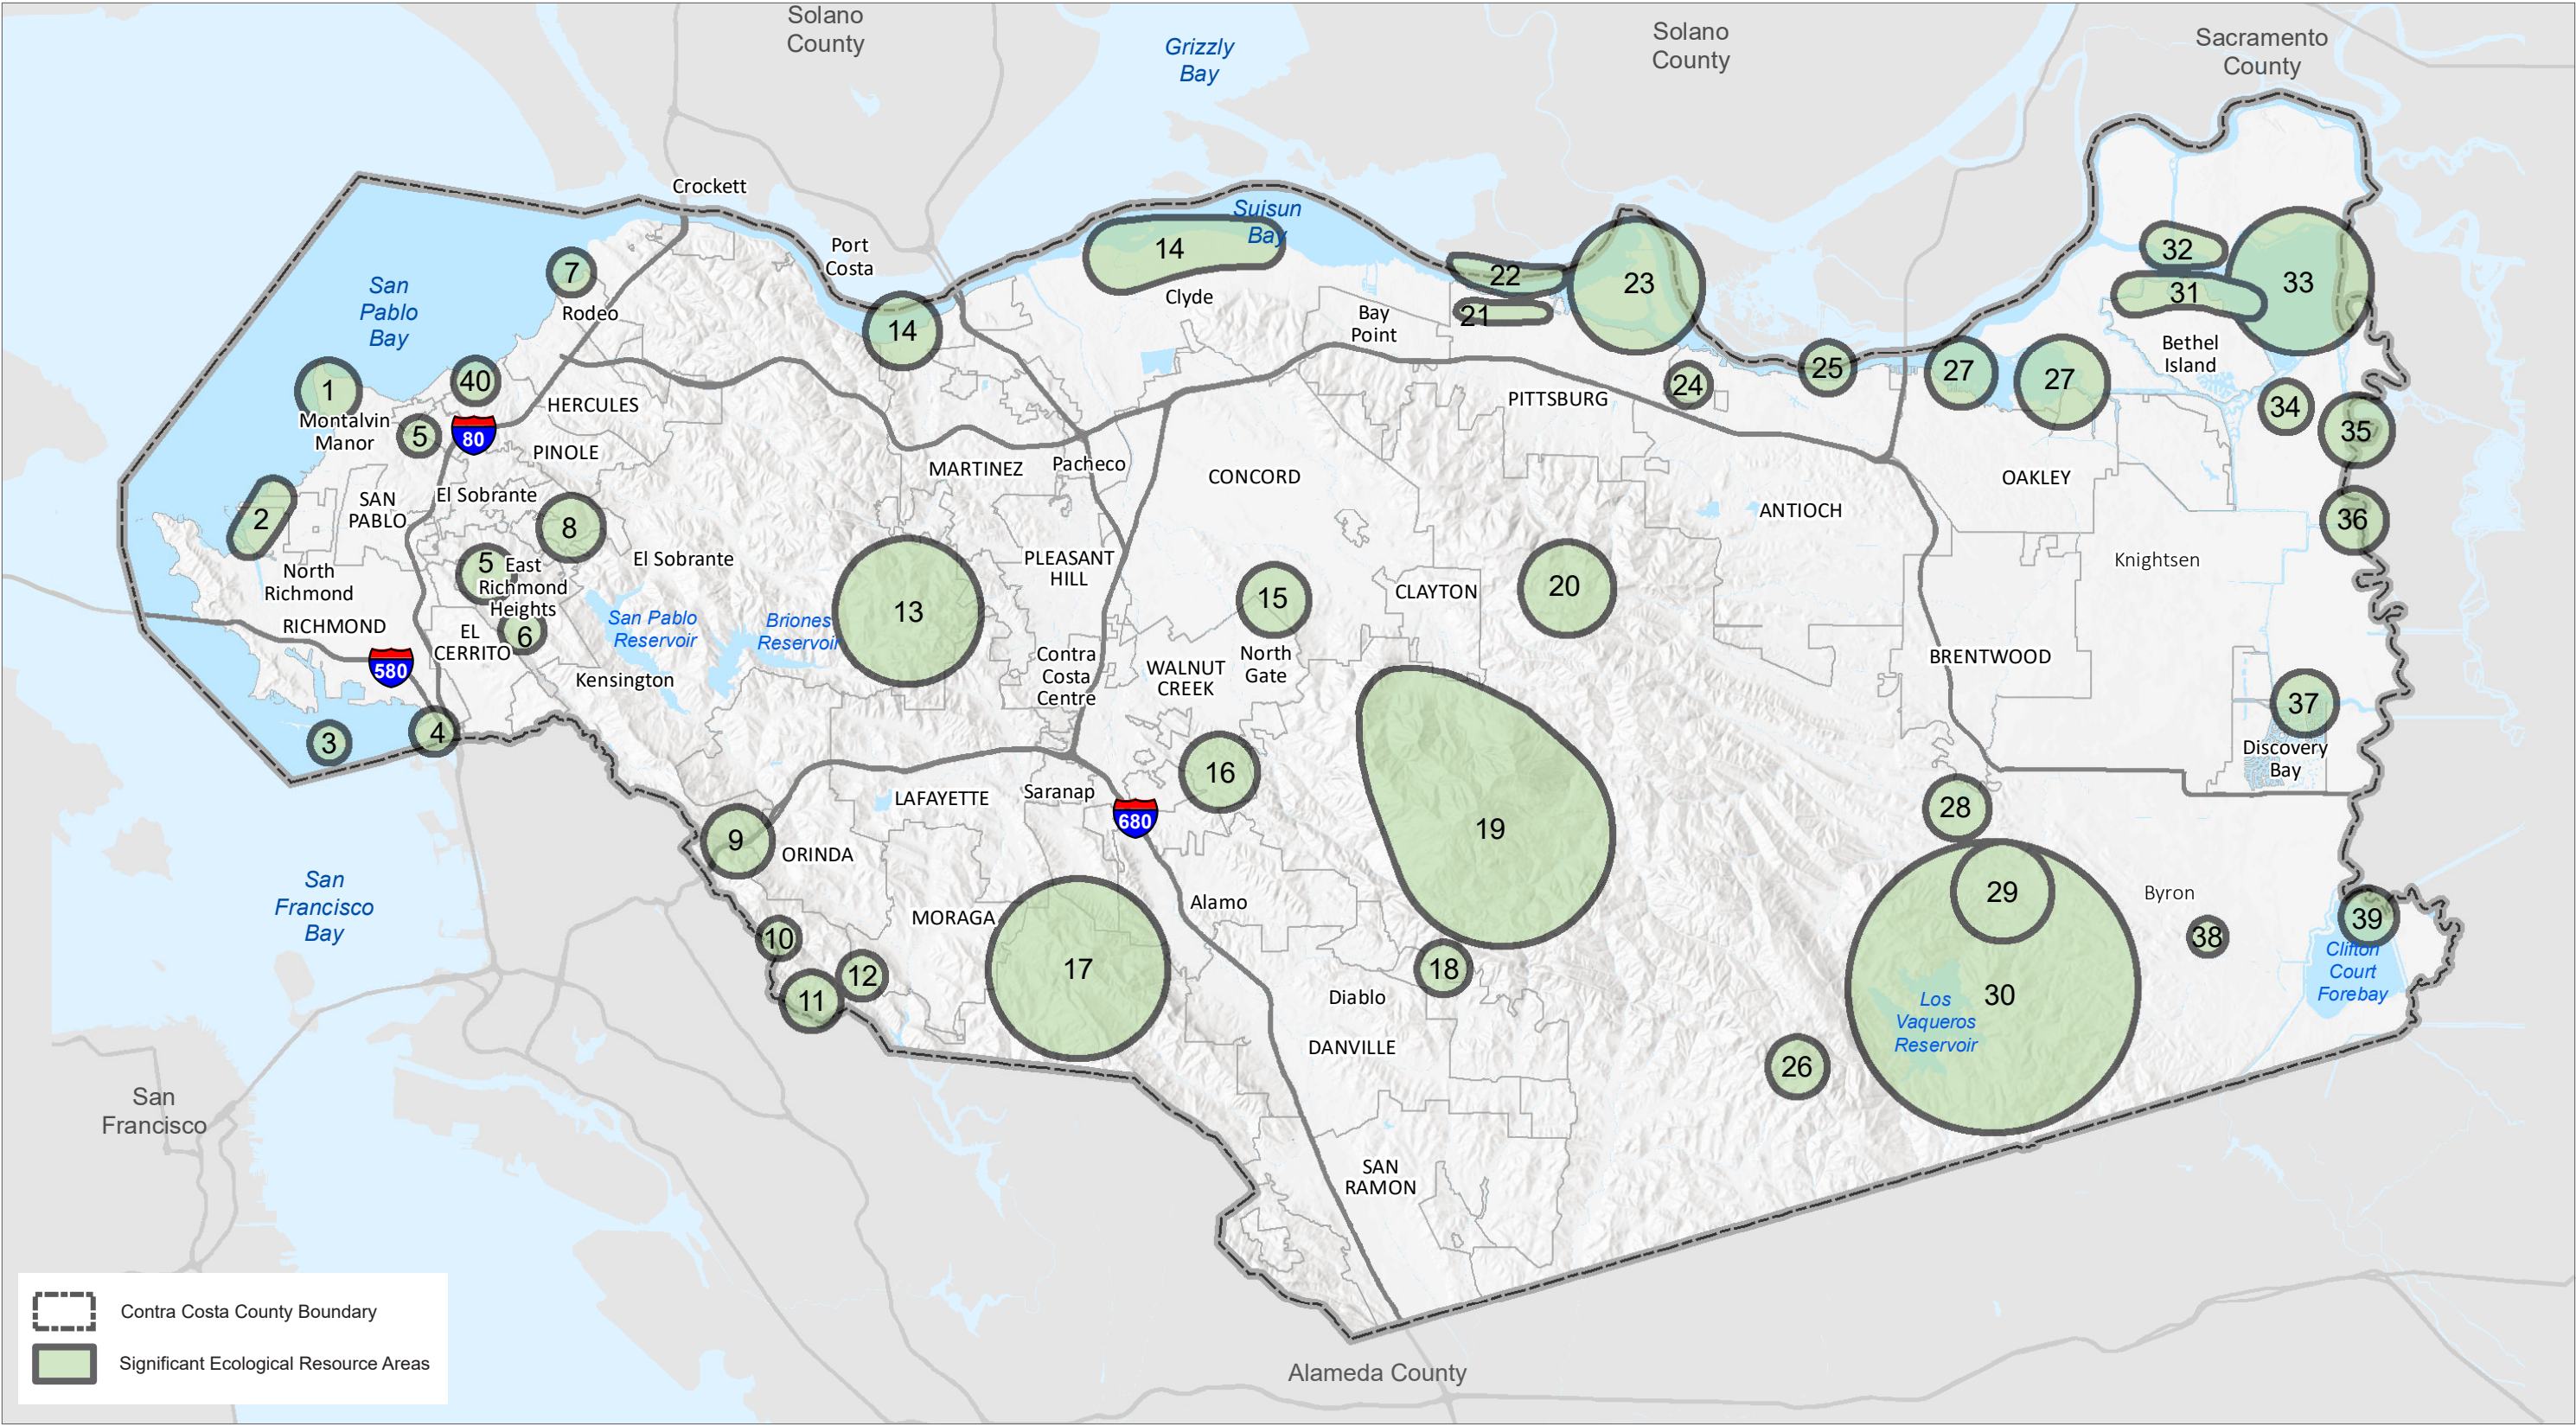 Solano
County
Grizzly
Bay
Solano
County
Sacramento
County
Crockett
Suisun
Bay
Port
Costa
San
Pablo
Bay
7
Rodeo
14
Clyde
14
22
21
23
Bay
Point
32
33
31
Bethel
Island
1
40
Montalvin
Manor
5
80
HERCULES
PINOLE
24
25
27
27
34
35
PITTSBURG
2
SAN
PABLO
El Sobrante
8
MARTINEZ
Pacheco
CONCORD
ANTIOCH
OAKLEY
36
5
East
Richmond
Heights
El Sobrante
North
Richmond
RICHMOND
EL
CERRITO
6
San Pablo
Reservoir
Briones
Reservoir
13
PLEASANT
HILL
15
CLAYTON
20
Knightsen
580
Kensington
Contra
Costa
Centre
WALNUT
CREEK
North
Gate
BRENTWOOD
37
Discovery
Bay
3
4
16
LAFAYETTE
Saranap
680
19
28
9
ORINDA
San
Francisco
Bay
MORAGA
Alamo
29
Byron
38
39
Clifton
Court
Forebay
10
12
11
17
18
Diablo
30
Los
Vaqueros
Reservoir
DANVILLE
26
San
Francisco
SAN
RAMON
Contra Costa County Boundary
Significant Ecological Resource Areas
Alameda County